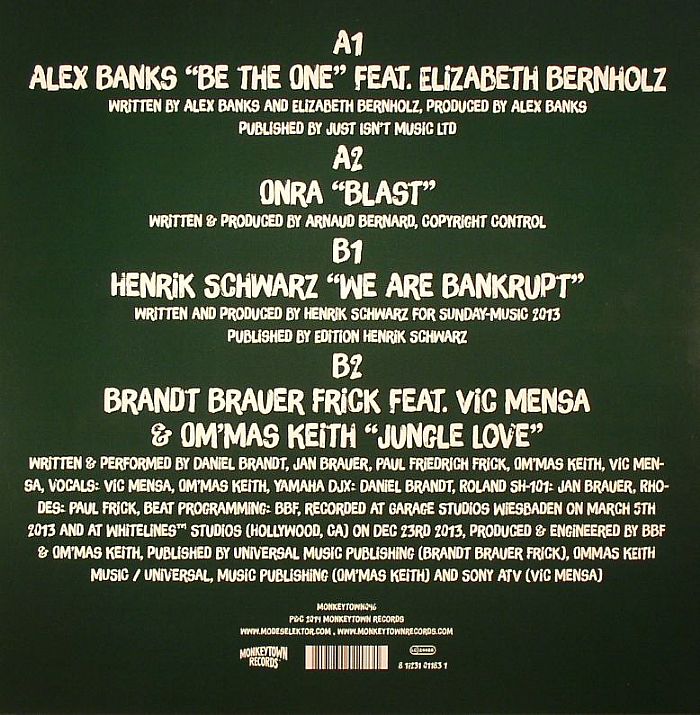 A1
ALEX BANKS “BE THE ONE” FEAT. ELIZABETH BERNHOLZ
WRITTEN BY ALEX BANKS AND ELIZABETH BERNHOLZ, PRODUCED BY ALEX BANKS
PUBLISHED BY JUST ISN'T MUSIC LTD
A2
ONRA “BLAST”
WRITTEN & PRODUCED BY ARNAUD BERNARD, COPYRIGHT CONTROL
B1
HENRIK SCHWARZ “WE ARE BANKRUPT”
WRITTEN AND PRODUCED BY HENRIK SCHWARZ FOR SUNDAY-MUSIC 2013
PUBLISHED BY EDITION HENRIK SCHWARZ
B2
BRANDT BRAUER FRICK FEAT. VIC MENSA
& OM'MAS KEITH “JUNGLE LOVE”
WRITTEN & PERFORMED BY DANIEL BRANDT, JAN BRAUER, PAUL FRIEDRICH FRICK, OM'MAS KEITH, VIC MEN-
SA, VOCALS: VIC MENSA, OM'MAS KEITH, YAMAHA DJX: DANIEL BRANDT, ROLAND SH-101: JAN BRAUER, RHO-
DES: PAUL FRICK, BEAT PROGRAMMING: BBF, RECORDED AT GARAGE STUDIOS WIESBADEN ON MARCH 5TH
2013 AND AT WHITELINES™ STUDIOS (HOLLYWOOD, CA) ON DEC 23RD 2013, PRODUCED & ENGINEERED BY BBF
& OM'MAS KEITH, PUBLISHED BY UNIVERSAL MUSIC PUBLISHING (BRANDT BRAUER FRICK), OMMAS KEITH
MUSIC / UNIVERSAL, MUSIC PUBLISHING (OM'MAS KEITH) AND SONY ATV (VIC MENSA)
MONKEYTOWN046
P&C 2014 MONKEYTOWN RECORDS
WWW.MODESELEKTOR.COM . WWW.MONKEYTOWNRECORDS.COM
MONKEYTOWN
RECORDS
8 17231 01183 1